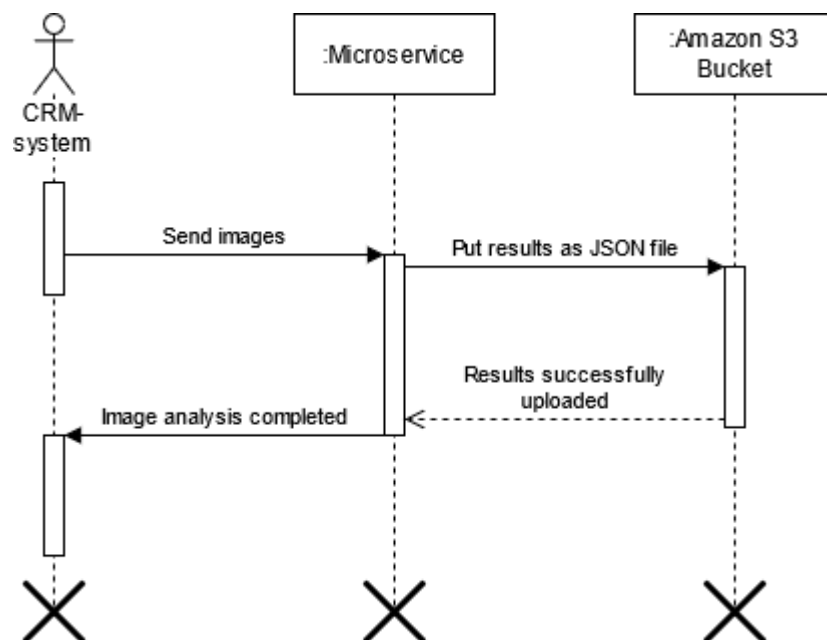 CRM-
system
:Microservice
:Amazon S3
Bucket
Send images
Put results as JSON file
Results successfully
uploaded
Image analysis completed